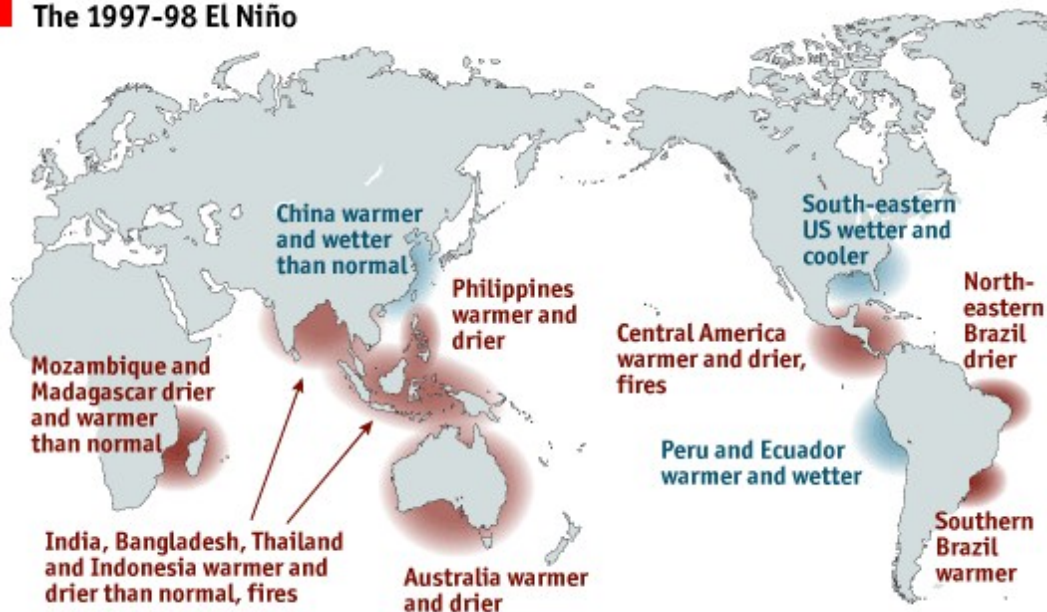 The 1997-98 El Niño
China warmer
and wetter
than normal
South-eastern
US wetter and
cooler
Philippines
warmer and
drier
North-
eastern
Brazil
drier
Central America
warmer and drier,
fires
Mozambique and
Madagascar drier
and warmer
than normal
Peru and Ecuador
warmer and wetter
India, Bangladesh, Thailand
and Indonesia warmer and
drier than normal, fires
Australia warmer
and drier
Southern
Brazil
warmer